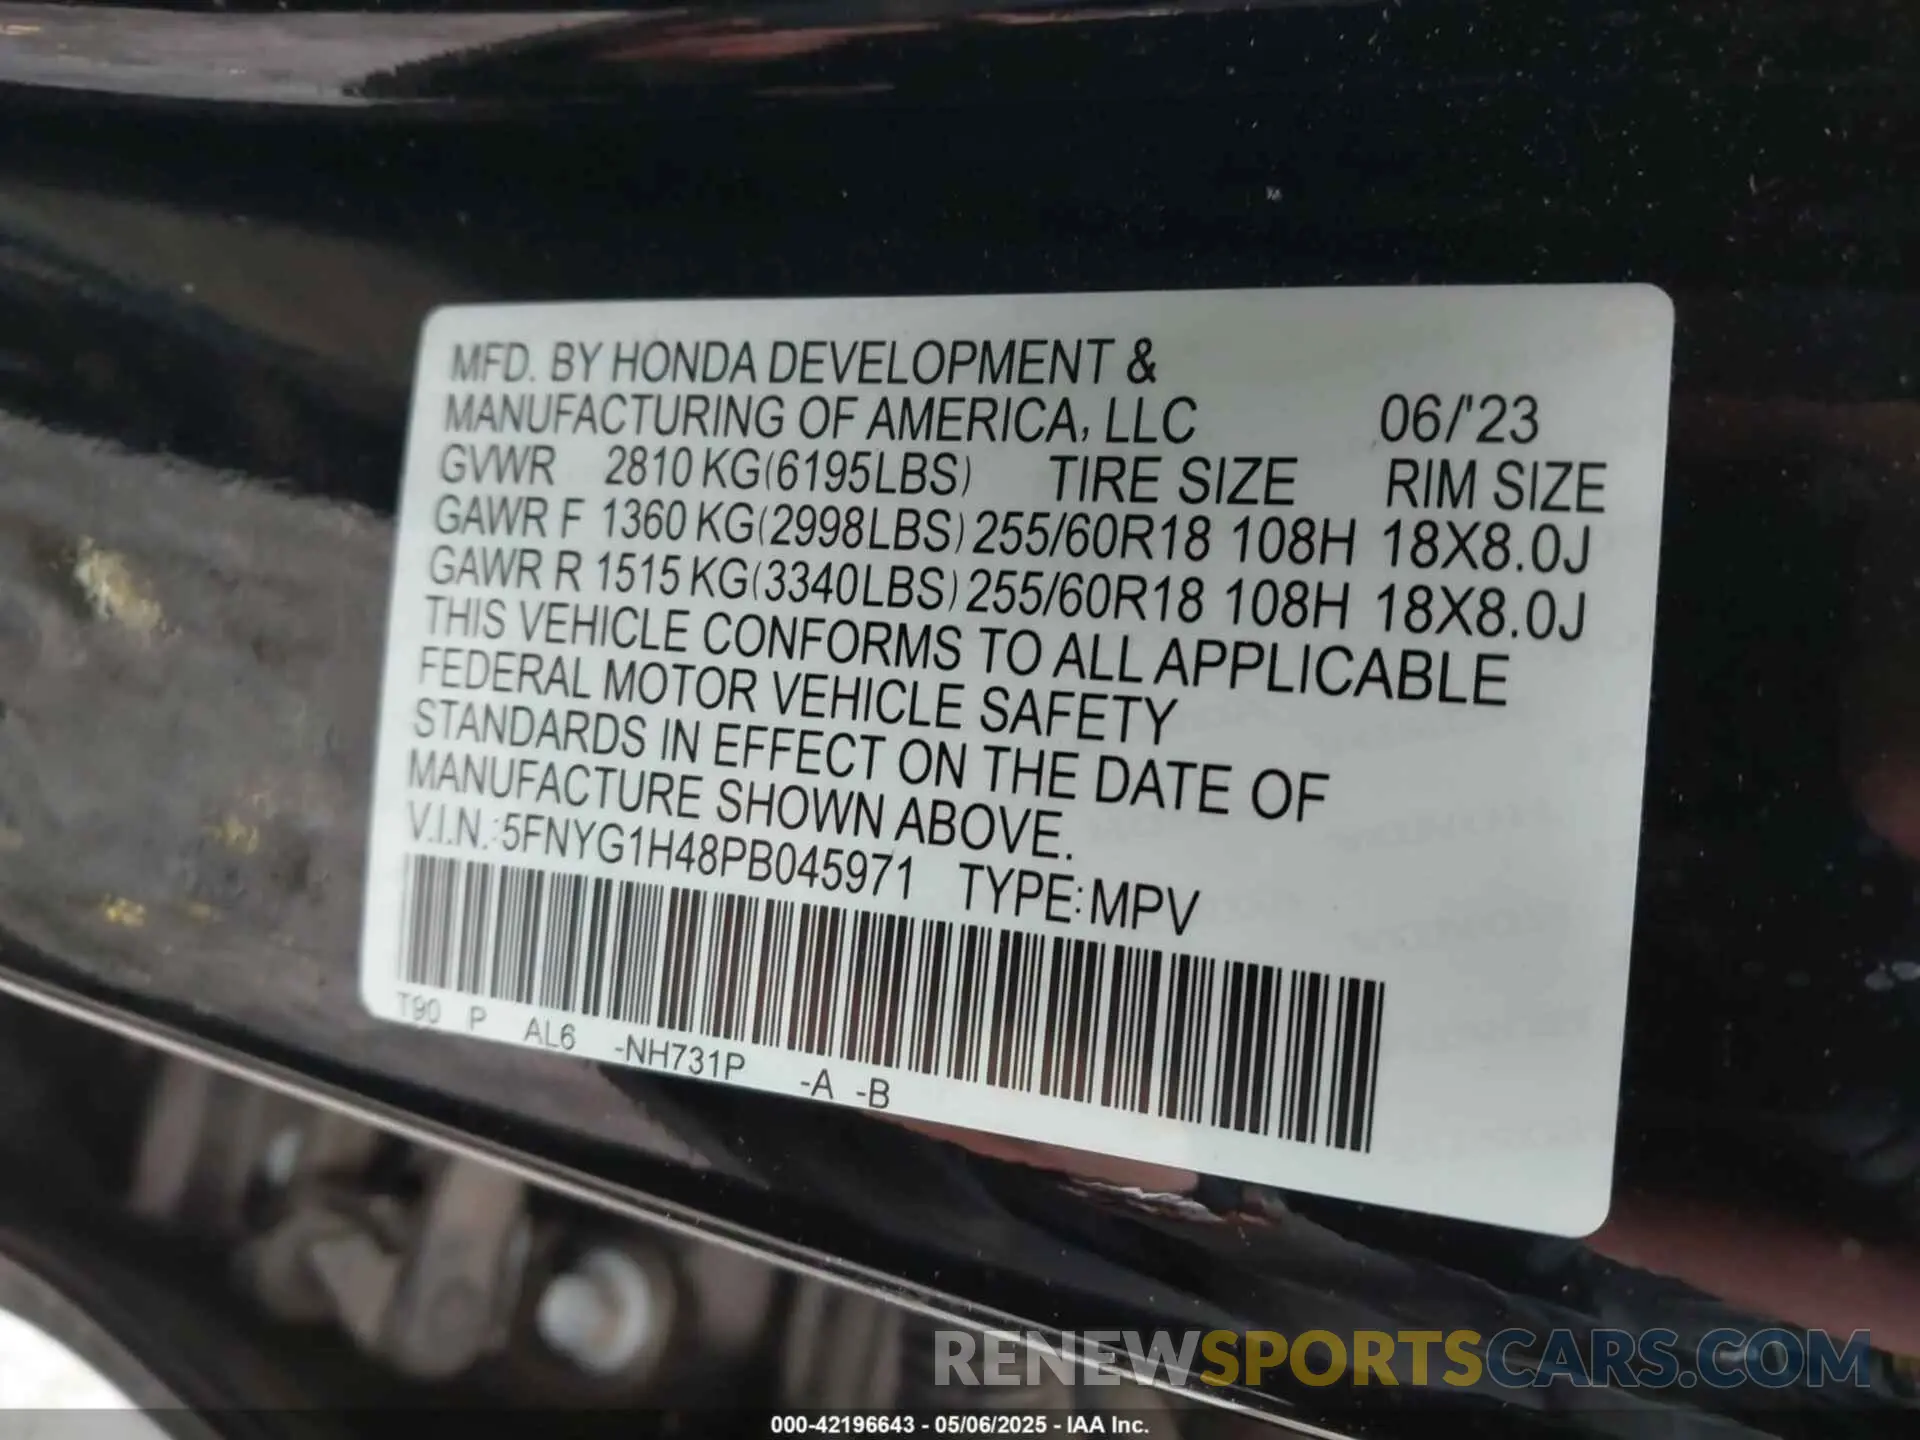 MFD. BY HONDA DEVELOPMENT &
MANUFACTURING OF AMERICA, LLC 06/'23
GVWR 2810 KG(6195LBS) TIRE SIZE RIM SIZE
GAWR F 1360 KG(2998LBS) 255/60R18 108H 18X8.0J
GAWR R 1515 KG(3340LBS) 255/60R18 108H 18X8.0J
THIS VEHICLE CONFORMS TO ALL APPLICABLE
FEDERAL MOTOR VEHICLE SAFETY
STANDARDS IN EFFECT ON THE DATE OF
MANUFACTURE SHOWN ABOVE.
V.I.N.:5FNYG1H48PB045971 TYPE:MPV
T90 P AL6 -NH731P -A -B
RENEWSPORTSCARS.COM
000-42196643 - 05/06/2025 - IAA Inc.